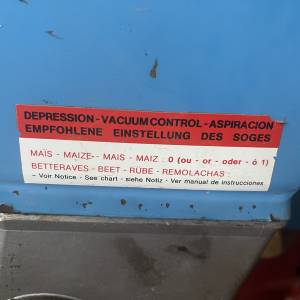 DEPRESSION - VACUUM CONTROL - ASPIRACION
EMPFOHLENE EINSTELLUNG DES SOGES
MAÏS - MAIZE - MAIS - MAIZ : 0 (ou - or - oder - ó 1)
BETTERAVES - BEET - RÜBE - REMOLACHAS :
– Voir Notice - See chart - siehe Notiz - Ver manual de instrucciones